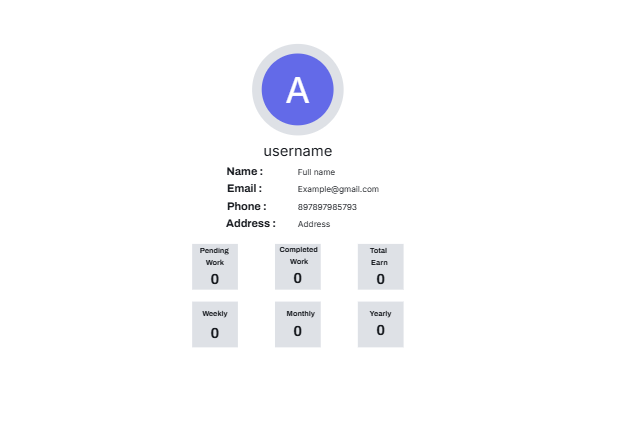 A
username
Name : Full name
Email : Example@gmail.com
Phone : 897897985793
Address : Address
Pending Work 0
Completed Work 0
Total Earn 0
Weekly 0
Monthly 0
Yearly 0